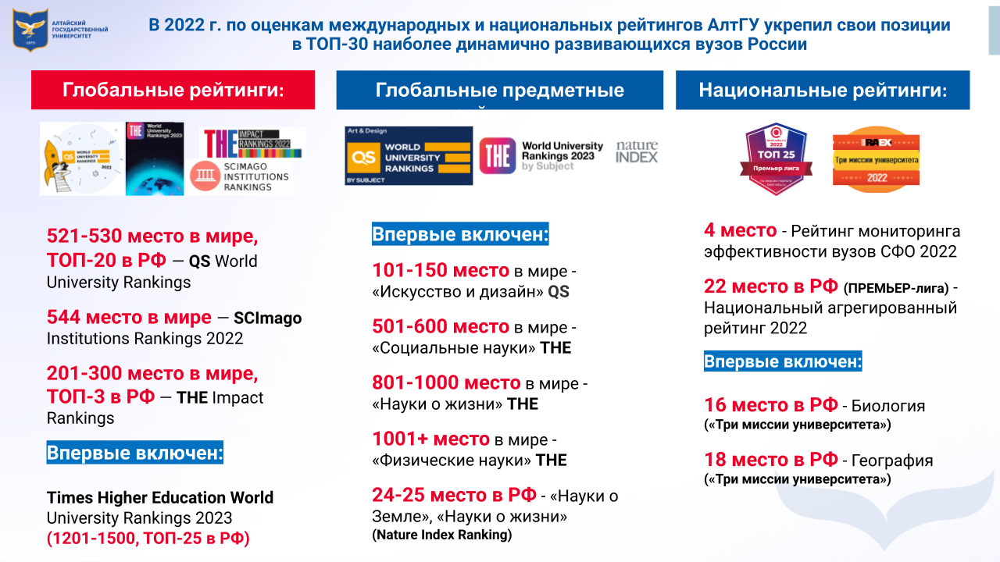 АЛТАЙСКИЙ
ГОСУДАРСТВЕННЫЙ
УНИВЕРСИТЕТ
В 2022 г. по оценкам международных и национальных рейтингов АлтГУ укрепил свои позиции
в ТОП-30 наиболее динамично развивающихся вузов России
Глобальные рейтинги:
QS WORLD
UNIVERSITY
RANKINGS
2023
THE World
University
Rankings 2023
THE IMPACT
RANKINGS 2022
SCIMAGO
INSTITUTIONS
RANKINGS
521-530 место в мире,
ТОП-20 в РФ — QS World
University Rankings
544 место в мире — SCImago
Institutions Rankings 2022
201-300 место в мире,
ТОП-3 в РФ — THE Impact
Rankings
Впервые включен:
Times Higher Education World
University Rankings 2023
(1201-1500, ТОП-25 в РФ)
Глобальные предметные
Art & Design
QS WORLD
UNIVERSITY
RANKINGS
BY SUBJECT
THE World University
Rankings 2023
by Subject
nature
INDEX
Впервые включен:
101-150 место в мире -
«Искусство и дизайн» QS
501-600 место в мире -
«Социальные науки» THE
801-1000 место в мире -
«Науки о жизни» THE
1001+ место в мире -
«Физические науки» THE
24-25 место в РФ - «Науки о
Земле», «Науки о жизни»
(Nature Index Ranking)
Национальные рейтинги:
2022
ТОП 25
Премьер лига
RAEX
Три миссии университета
2022
4 место - Рейтинг мониторинга
эффективности вузов СФО 2022
22 место в РФ (ПРЕМЬЕР-лига) -
Национальный агрегированный
рейтинг 2022
Впервые включен:
16 место в РФ - Биология
(«Три миссии университета»)
18 место в РФ - География
(«Три миссии университета»)